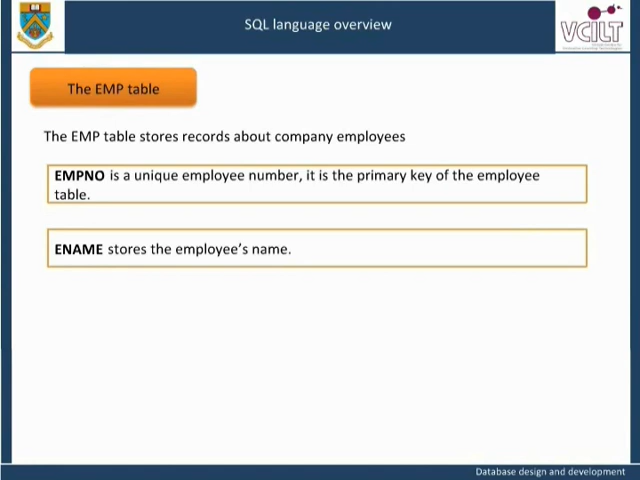 SQL language overview
VCILT
The EMP table
The EMP table stores records about company employees
EMPNO is a unique employee number, it is the primary key of the employee
table.
ENAME stores the employee's name.
Database design and development